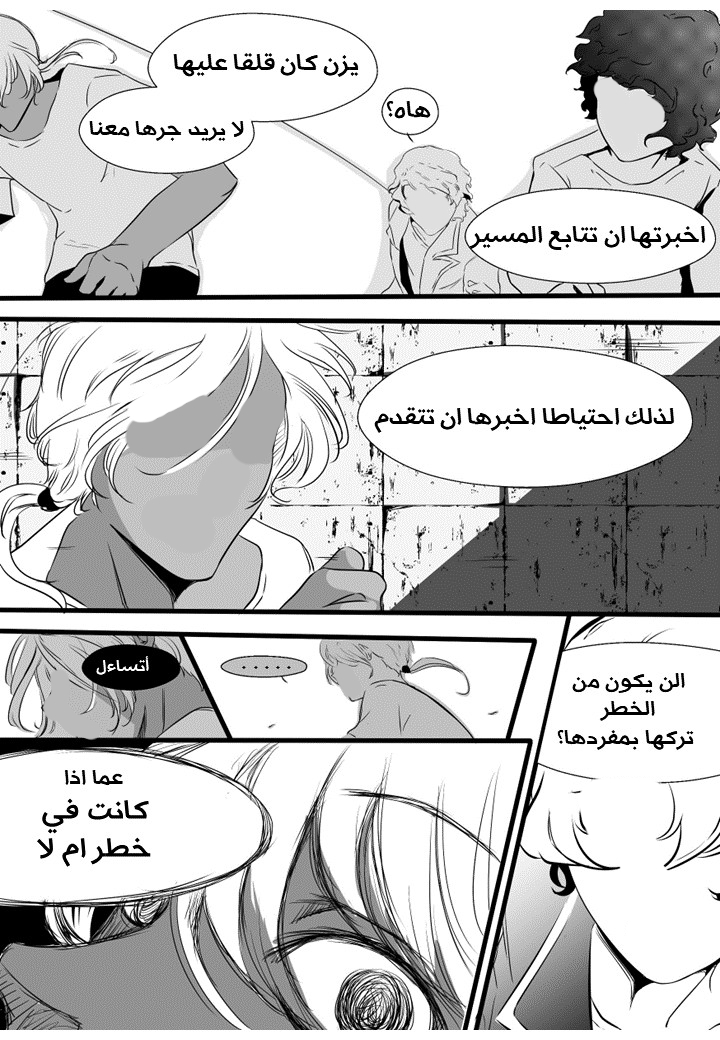 اخبرتها ان تتابع المسير
هاه؟
يزن كان قلقا عليها
لا يريد جرها معنا
لذلك احتياطا اخبرها ان تتقدم
الن يكون من
الخطر
تركها بمفردها؟
.....
أتساءل
عما اذا
كانت في
خطر ام لا